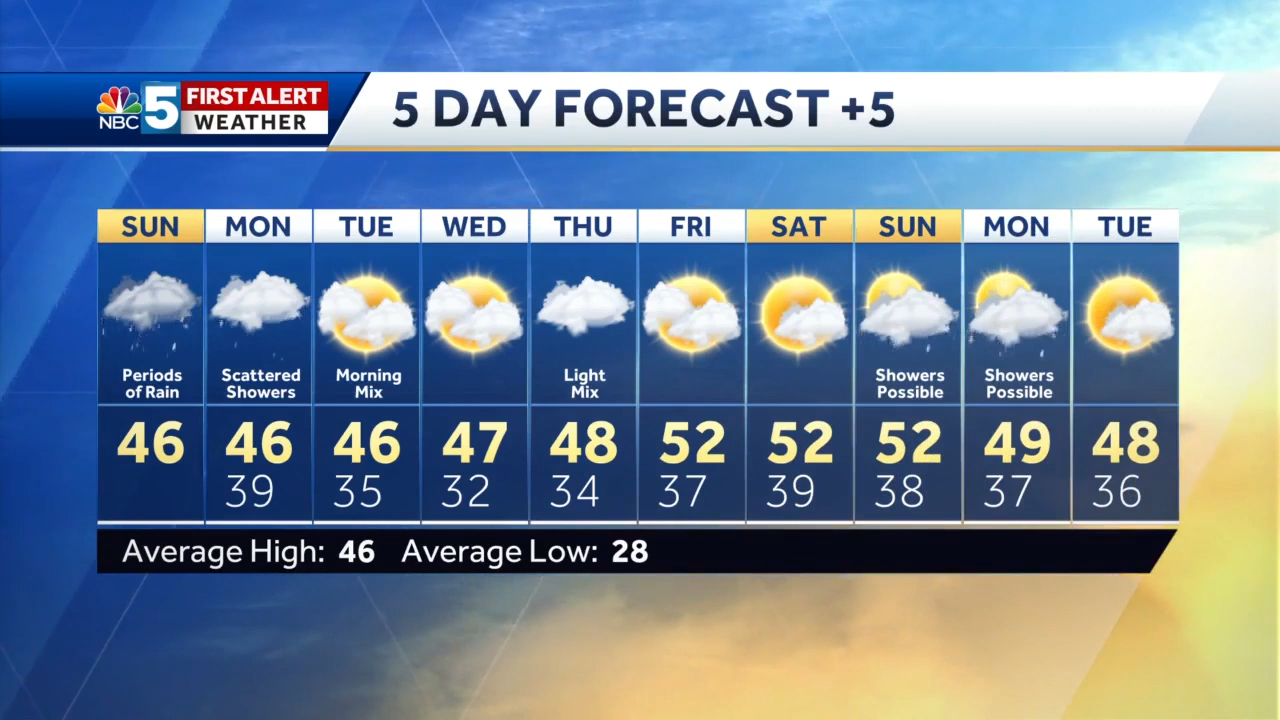 NBC 5 FIRST ALERT WEATHER
5 DAY FORECAST +5
SUN MON TUE WED THU FRI SAT SUN MON TUE
Periods of Rain
Scattered Showers
Morning Mix
Light Mix
Showers Possible
Showers Possible
46 46 46 47 48 52 52 52 49 48
39 35 32 34 37 39 38 37 36
Average High: 46 Average Low: 28